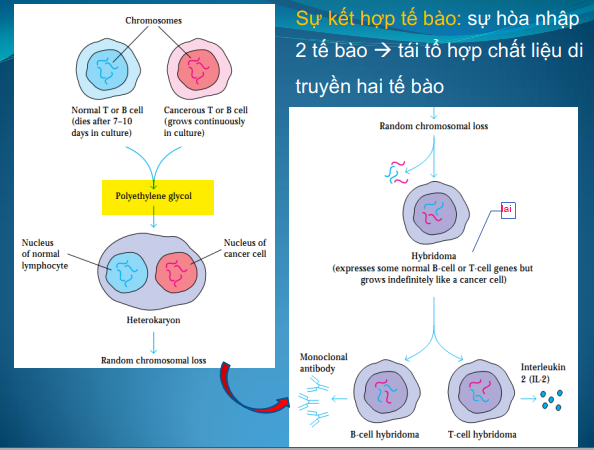 Sự kết hợp tế bào: sự hòa nhập
2 tế bào → tái tổ hợp chất liệu di
truyền hai tế bào
Chromosomes
Normal T or B cell
(dies after 7–10
days in culture)
Cancerous T or B cell
(grows continuously
in culture)
Polyethylene glycol
Nucleus
of normal
lymphocyte
Nucleus of
cancer cell
Heterokaryon
Random chromosomal loss
Random chromosomal loss
lai
Hybridoma
(expresses some normal B-cell or T-cell genes but
grows indefinitely like a cancer cell)
Monoclonal
antibody
Interleukin
2 (IL-2)
B-cell hybridoma
T-cell hybridoma